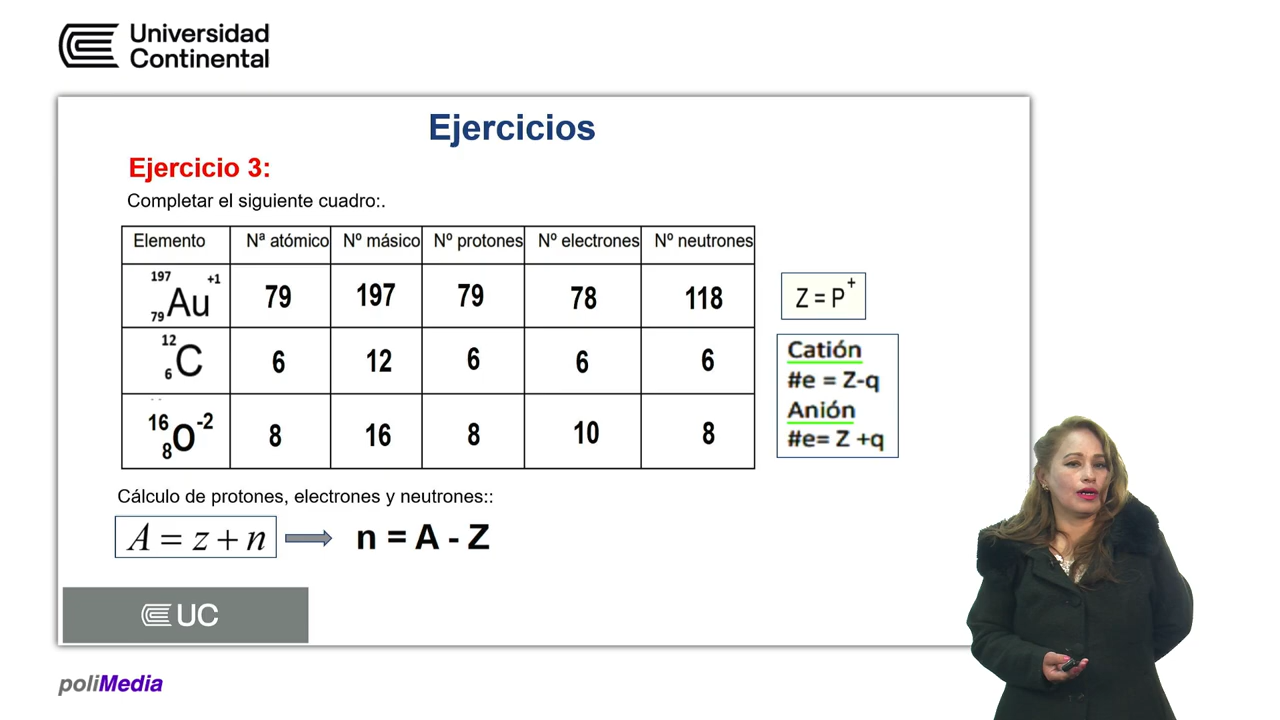 Universidad
Continental
Ejercicios
Ejercicio 3:
Completar el siguiente cuadro:.
Elemento Nª atómico Nº másico Nº protones Nº electrones Nº neutrones
197 79 Au +1 79 197 79 78 118
12 6 C 6 12 6 6 6
16 8 O -2 8 16 8 10 8
Z = P+
Catión
#e = Z-q
Anión
#e= Z +q
Cálculo de protones, electrones y neutrones::
A = z + n n = A - Z
UC
poliMedia